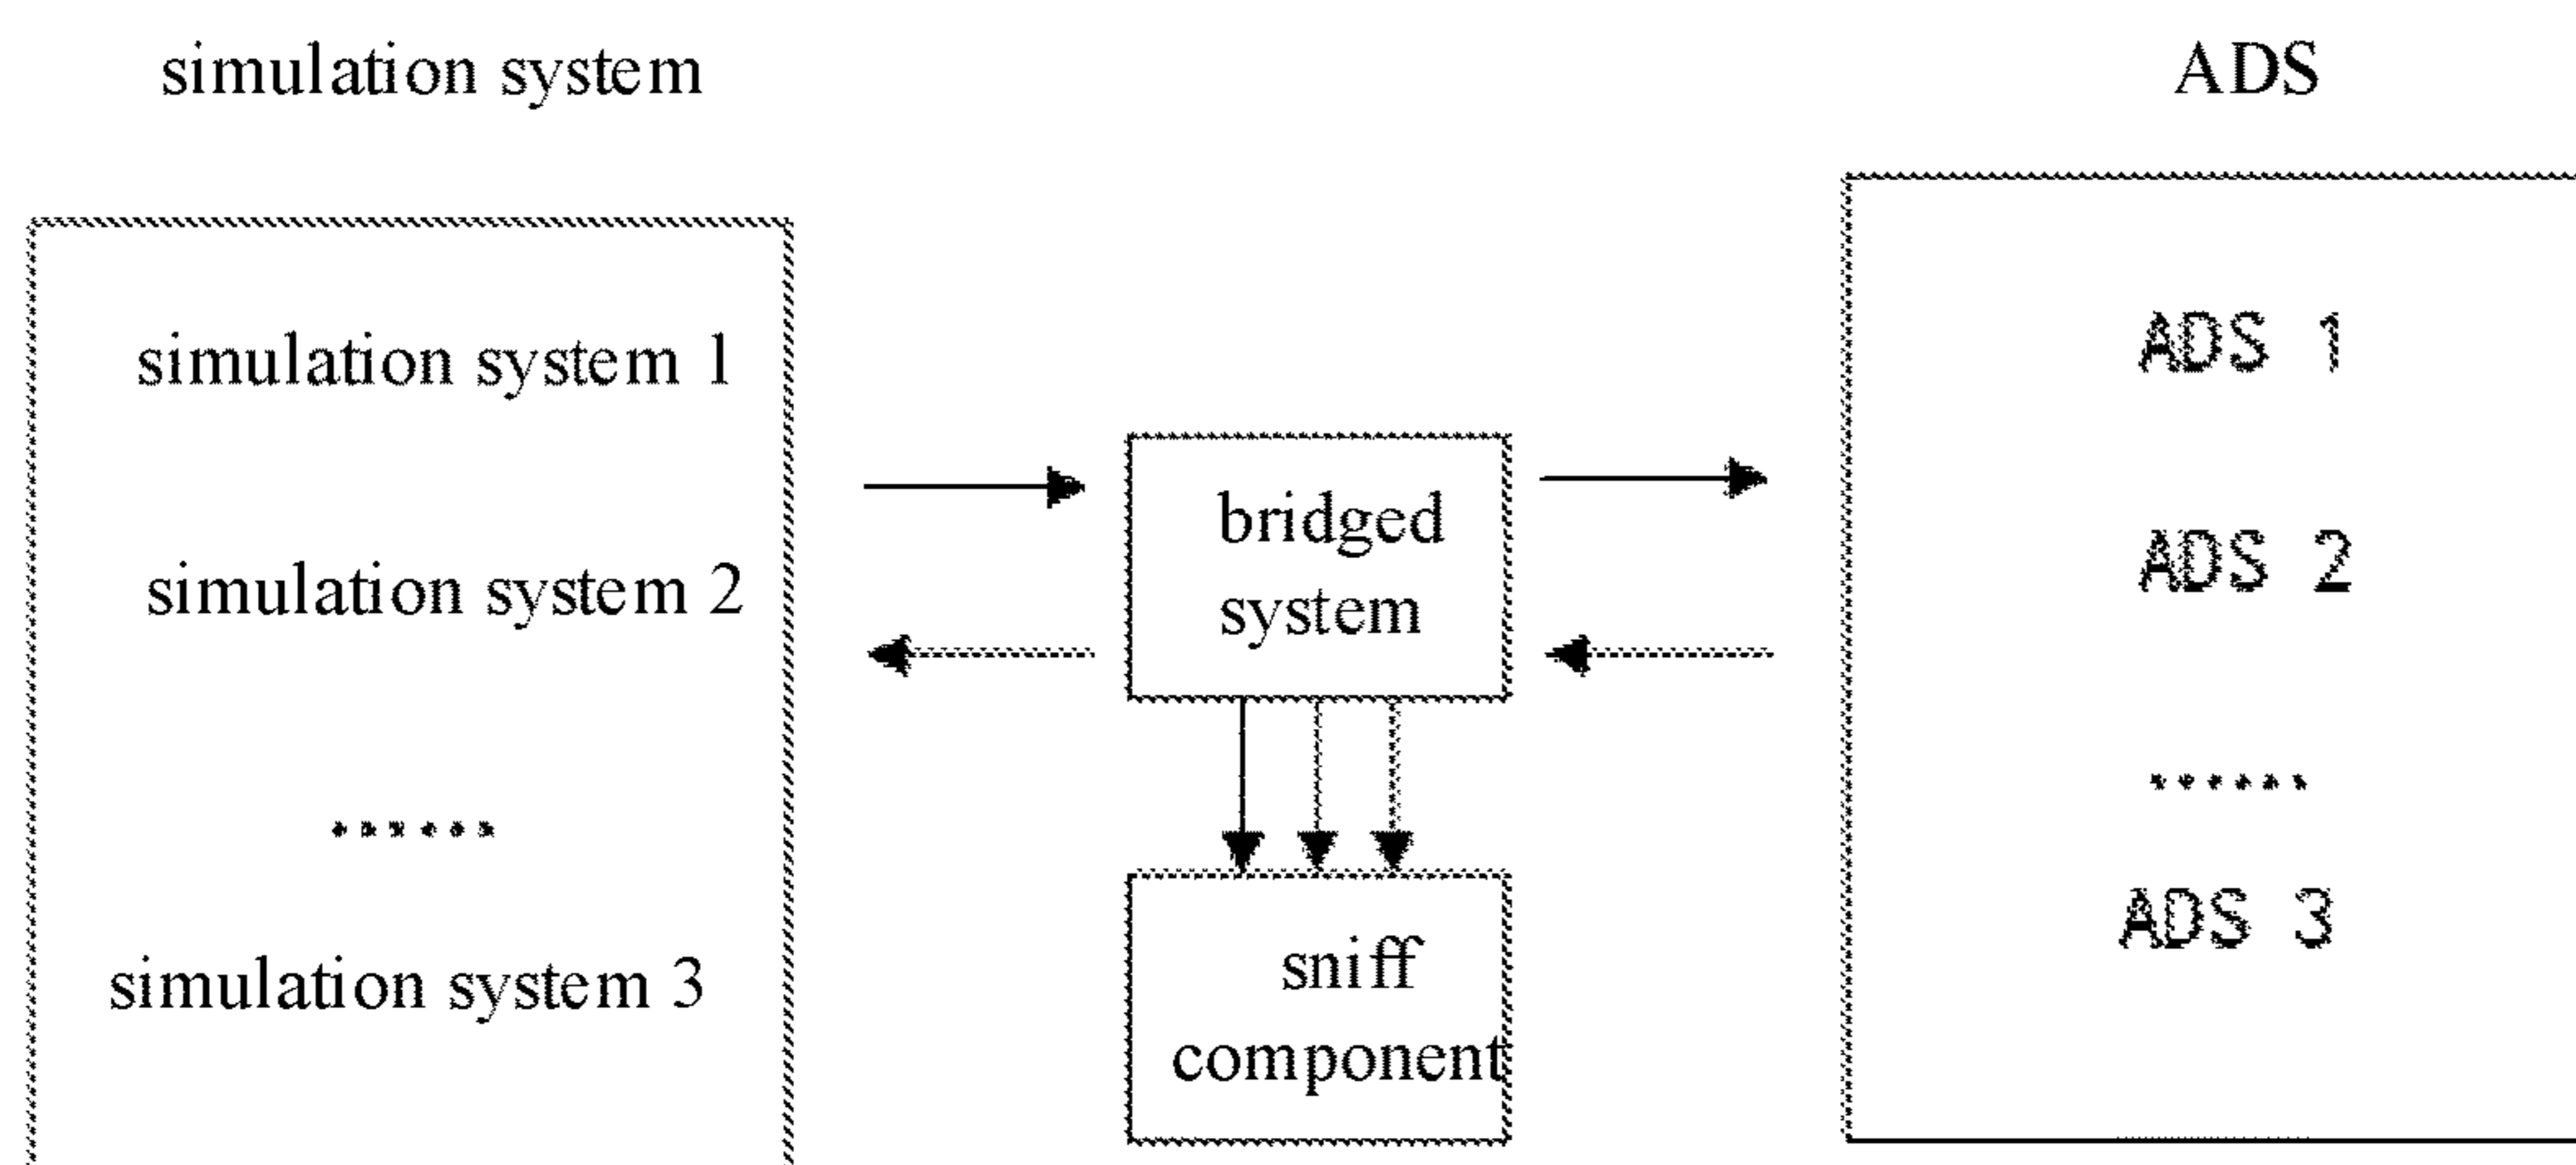 simulation system
ADS
simulation system 1
simulation system 2
......
simulation system 3
bridged
system
sniff
component
ADS 1
ADS 2
......
ADS 3